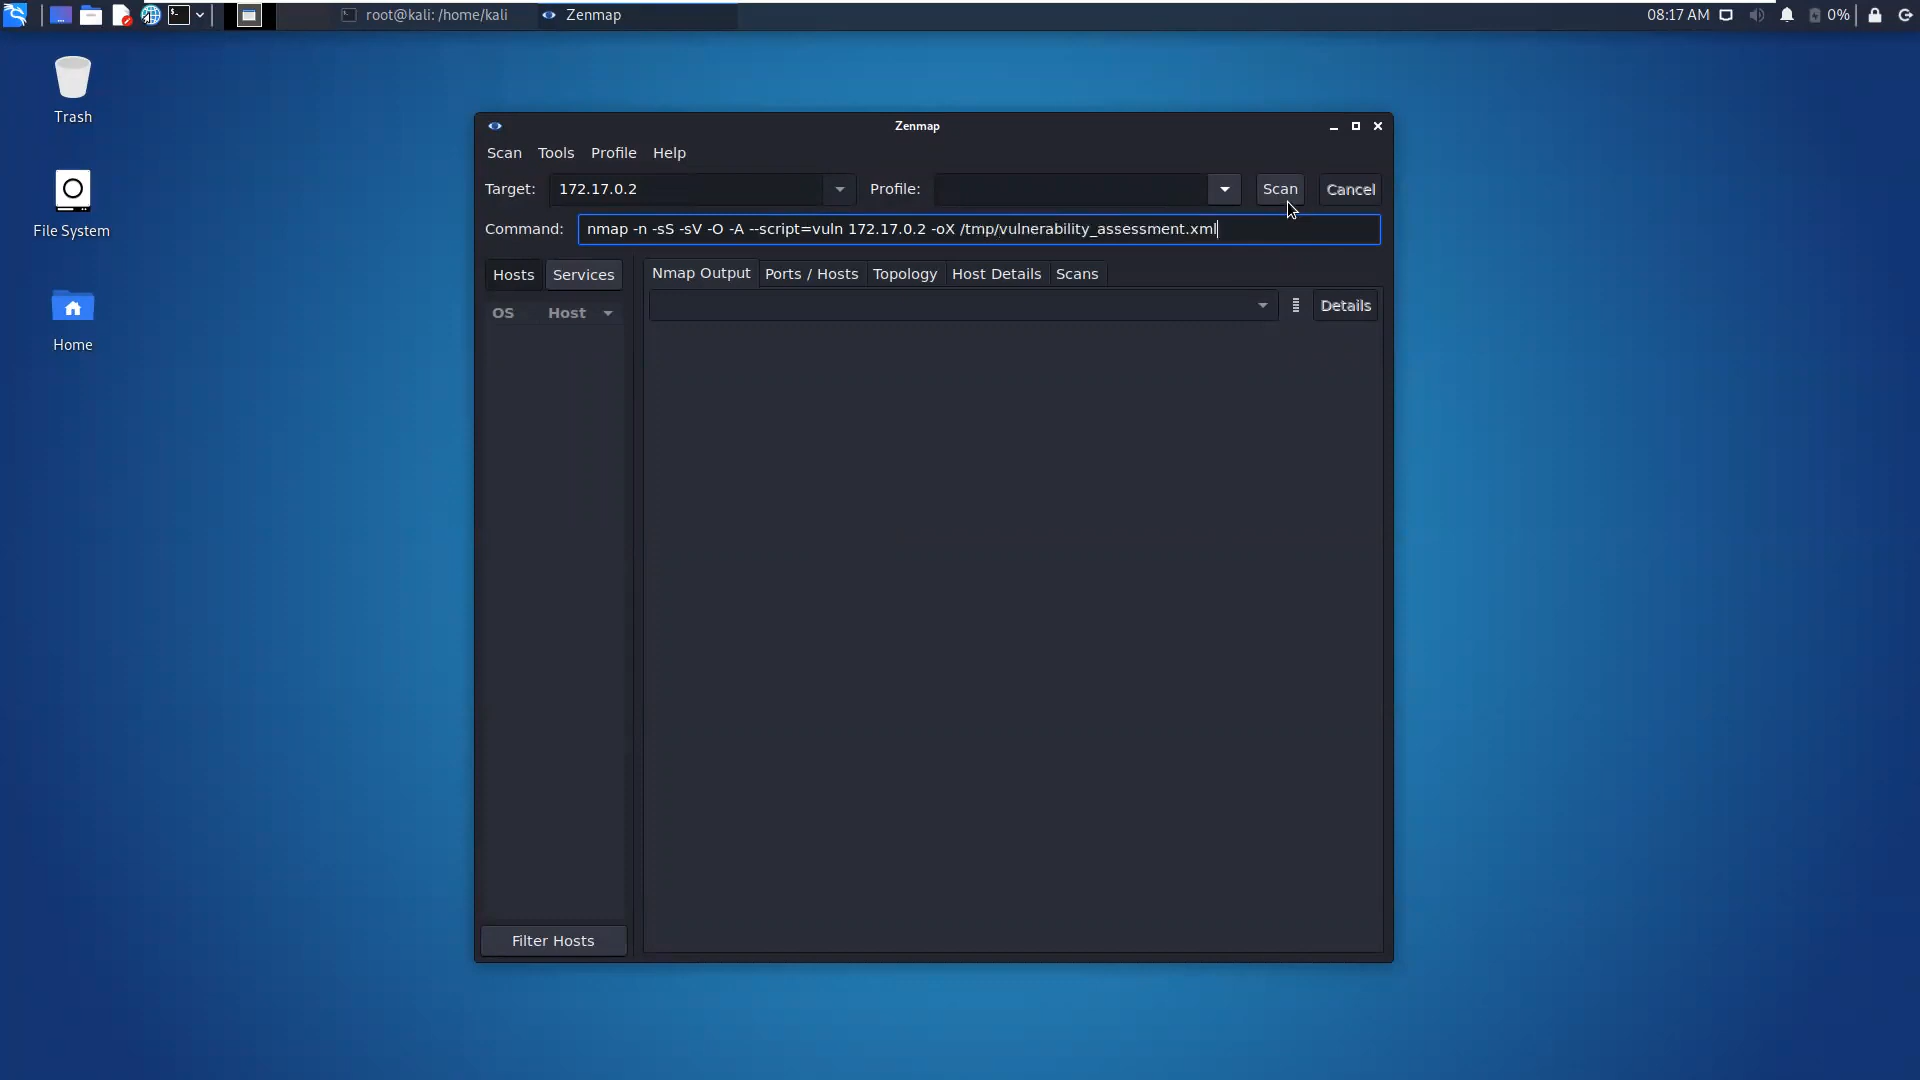 root@kali: /home/kali
Zenmap
08:17 AM
0%
Trash
File System
Home
Zenmap
Scan Tools Profile Help
Target: 172.17.0.2 Profile: Scan Cancel
Command: nmap -n -sS -sV -O -A --script=vuln 172.17.0.2 -oX /tmp/vulnerability_assessment.xml
Hosts Services
Nmap Output Ports / Hosts Topology Host Details Scans
OS Host
Details
Filter Hosts